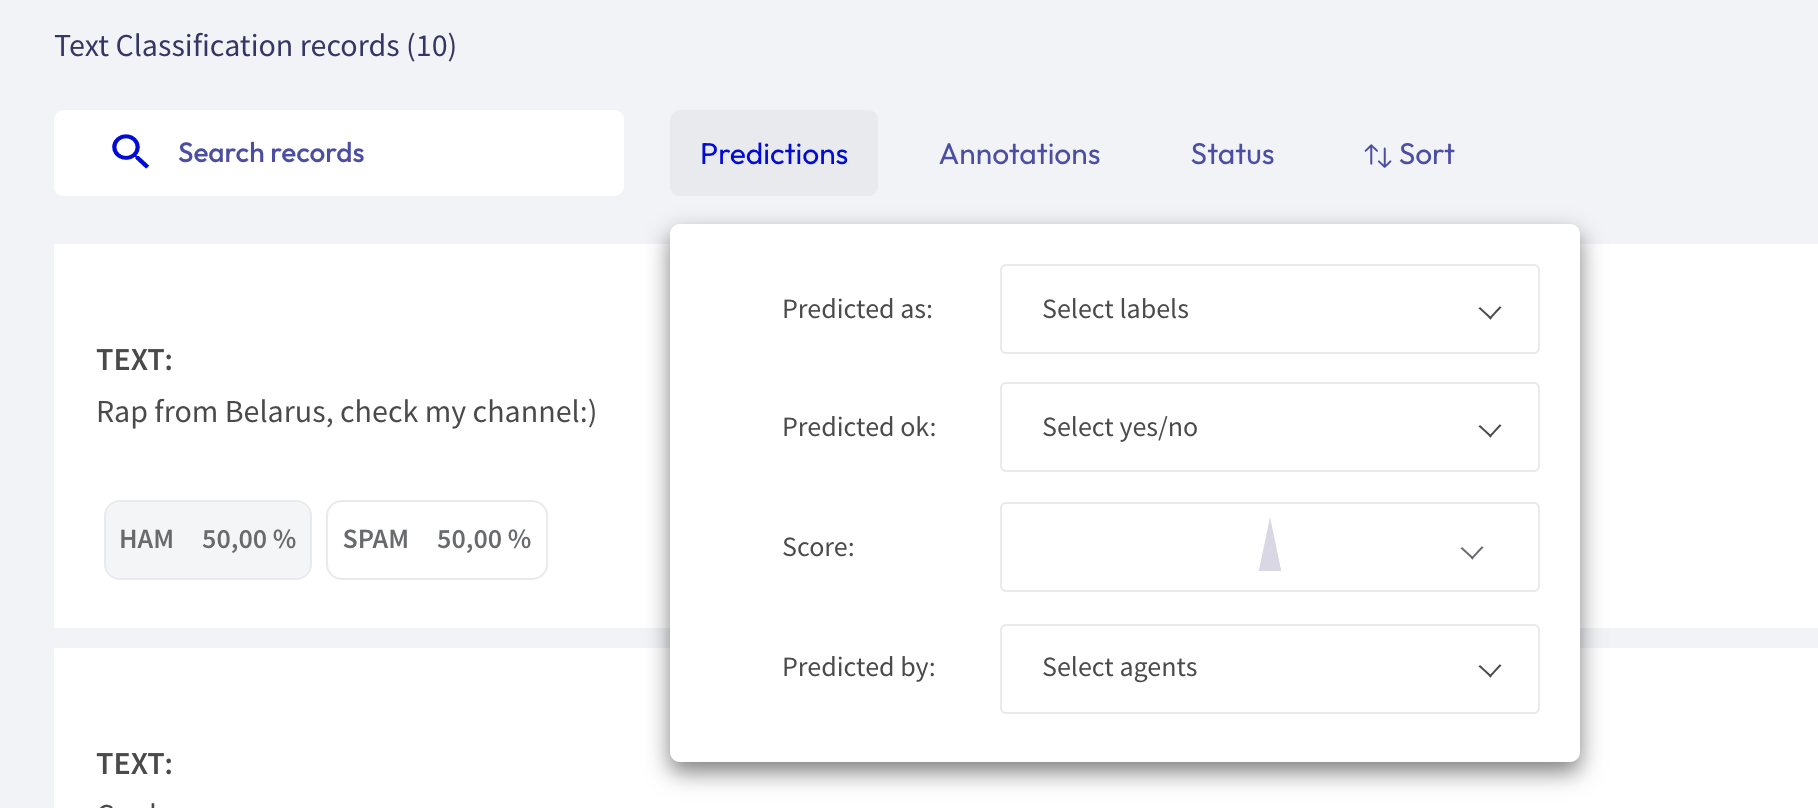 Text Classification records (10)
Search records
Predictions
Annotations
Status
Sort
Predicted as:
Select labels
Predicted ok:
Select yes/no
Score:
Predicted by:
Select agents
TEXT:
Rap from Belarus, check my channel:)
HAM 50,00 %
SPAM 50,00 %
TEXT: